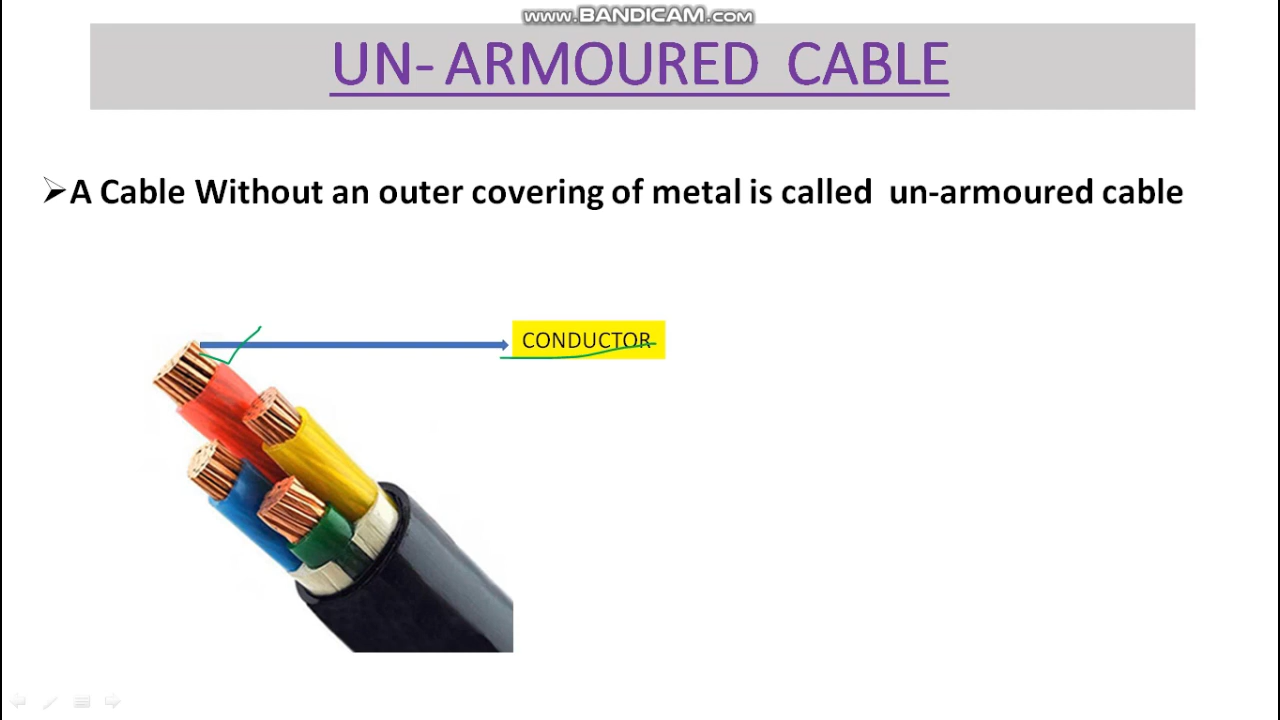 www.BANDICAM.com
UN- ARMOURED CABLE
➢A Cable Without an outer covering of metal is called un-armoured cable
CONDUCTOR